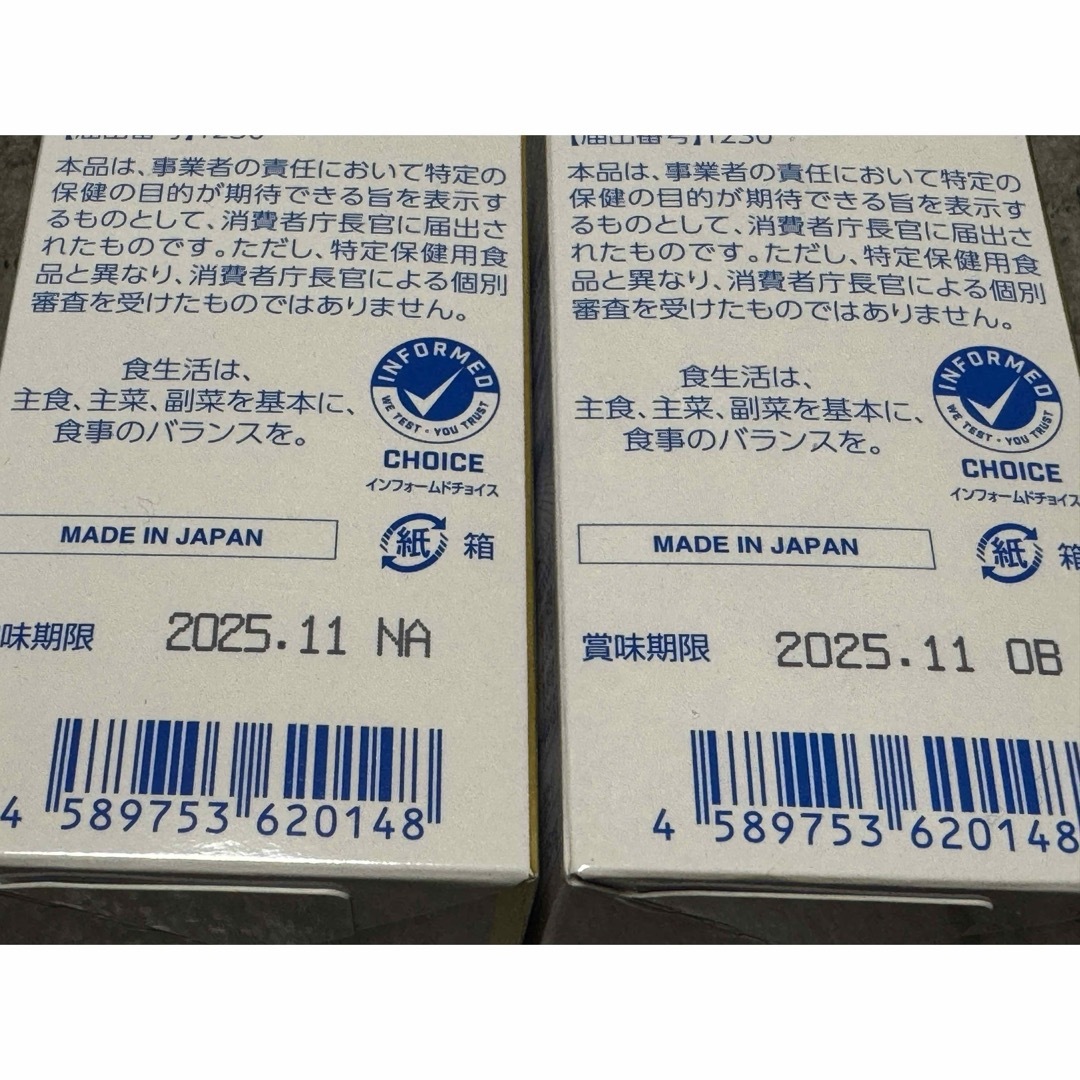 本品は、事業者の責任において特定の
保健の目的が期待できる旨を表示す
るものとして、消費者庁長官に届出さ
れたものです。ただし、特定保健用食
品と異なり、消費者庁長官による個別
審査を受けたものではありません。
食生活は、
主食、主菜、副菜を基本に、
食事のバランスを。
INFORMED
WE TEST · YOU TRUST
CHOICE
インフォームドチョイス
MADE IN JAPAN
紙 箱
味期限 2025.11 NA
4 589753 620148
本品は、事業者の責任において特定の
保健の目的が期待できる旨を表示す
るものとして、消費者庁長官に届出さ
れたものです。ただし、特定保健用食
品と異なり、消費者庁長官による個別
審査を受けたものではありません。
食生活は、
主食、主菜、副菜を基本に、
食事のバランスを。
INFORMED
WE TEST · YOU TRUST
CHOICE
インフォームドチョイス
MADE IN JAPAN
紙 箱
賞味期限 2025.11 OB
4 589753 620148